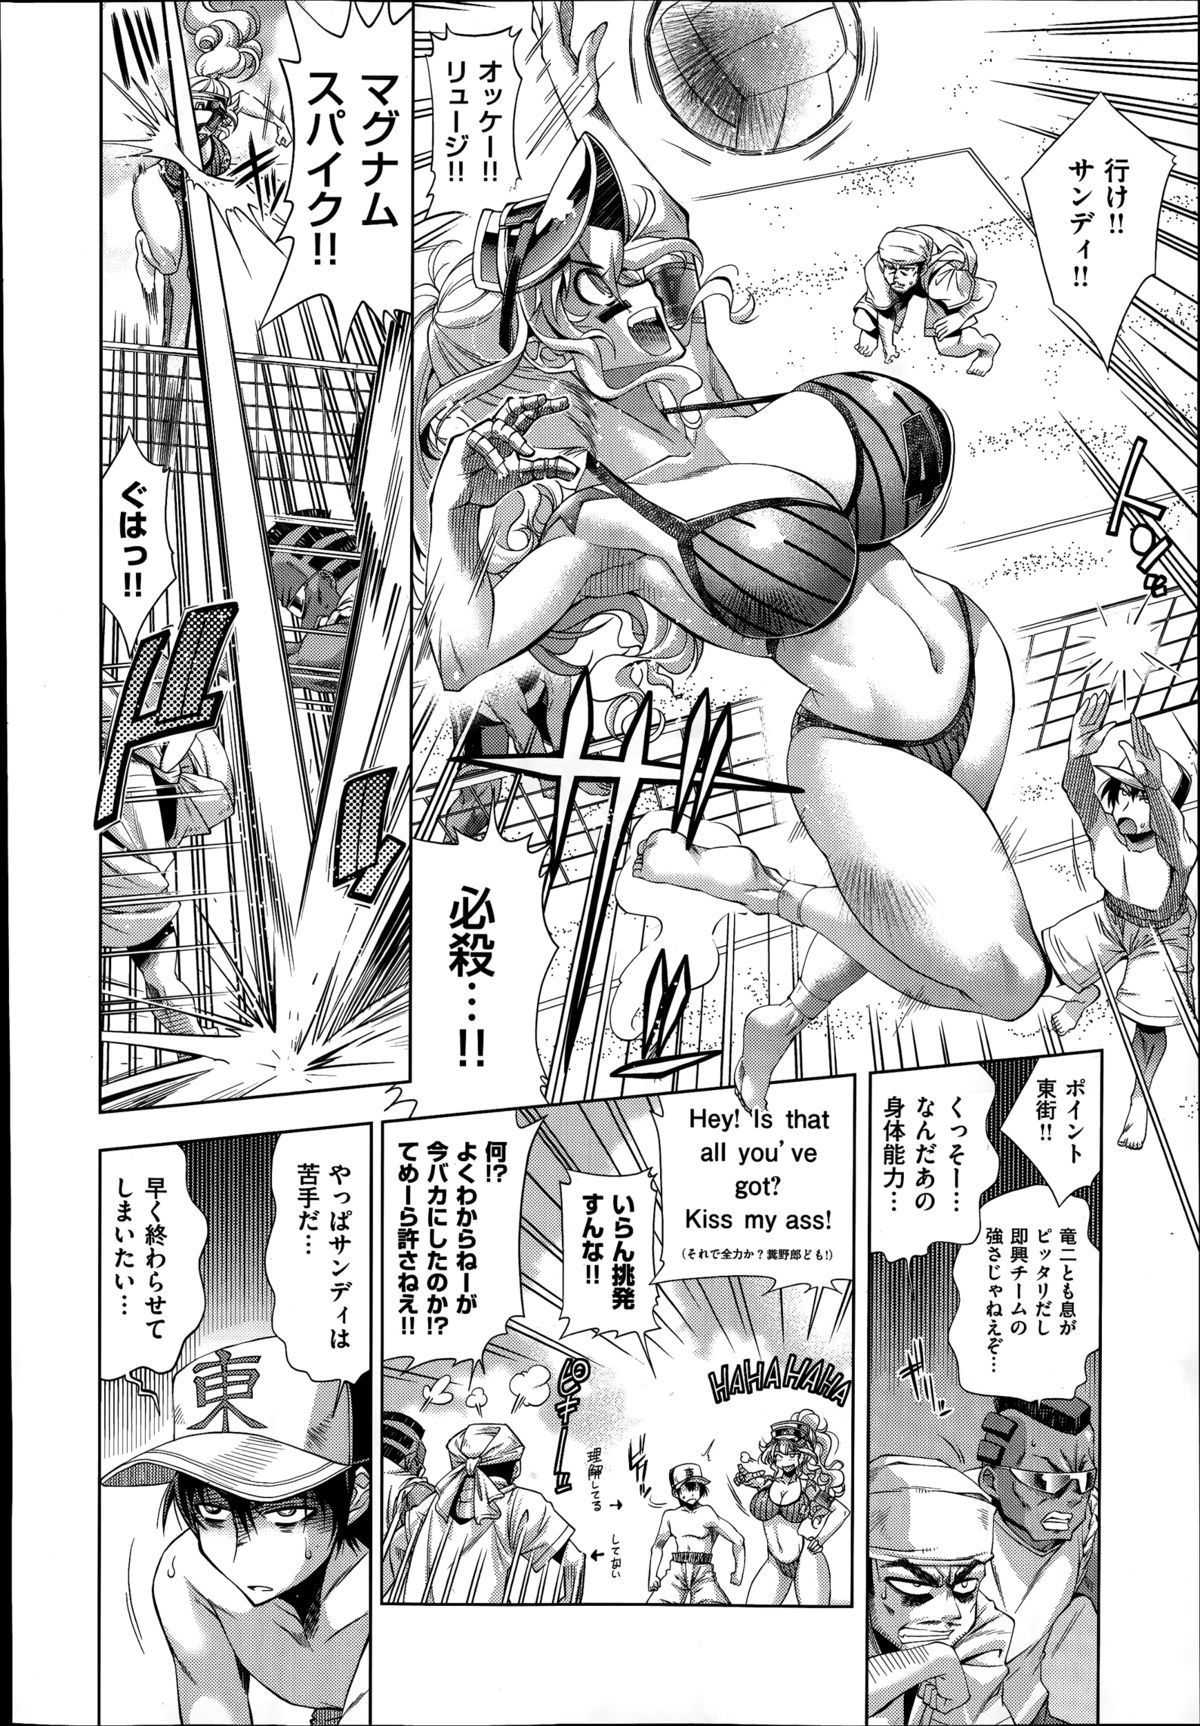 行け!!
サンディ!!
トンッ
オッケー!!
リュージ!!
必殺…!!
マグナム
スパイク!!
ぐはっ!!
ポイント
東街!!
くっそー…
なんだあの
身体能力…
竜二とも息が
ピッタリだし
即興チームの
強さじゃねえぞ…
Hey! Is that
all you've
got?
Kiss my ass!
(それで全力か?糞野郎ども!)
HAHAHAHA
いらん挑発
すんな!!
何!?
よくわからねーが
今バカにしたのか!?
てめーら許さねえ!!
ピキー
理解してる→
←してない
やっぱサンディは
苦手だ…
早く終わらせて
しまいたい…
東